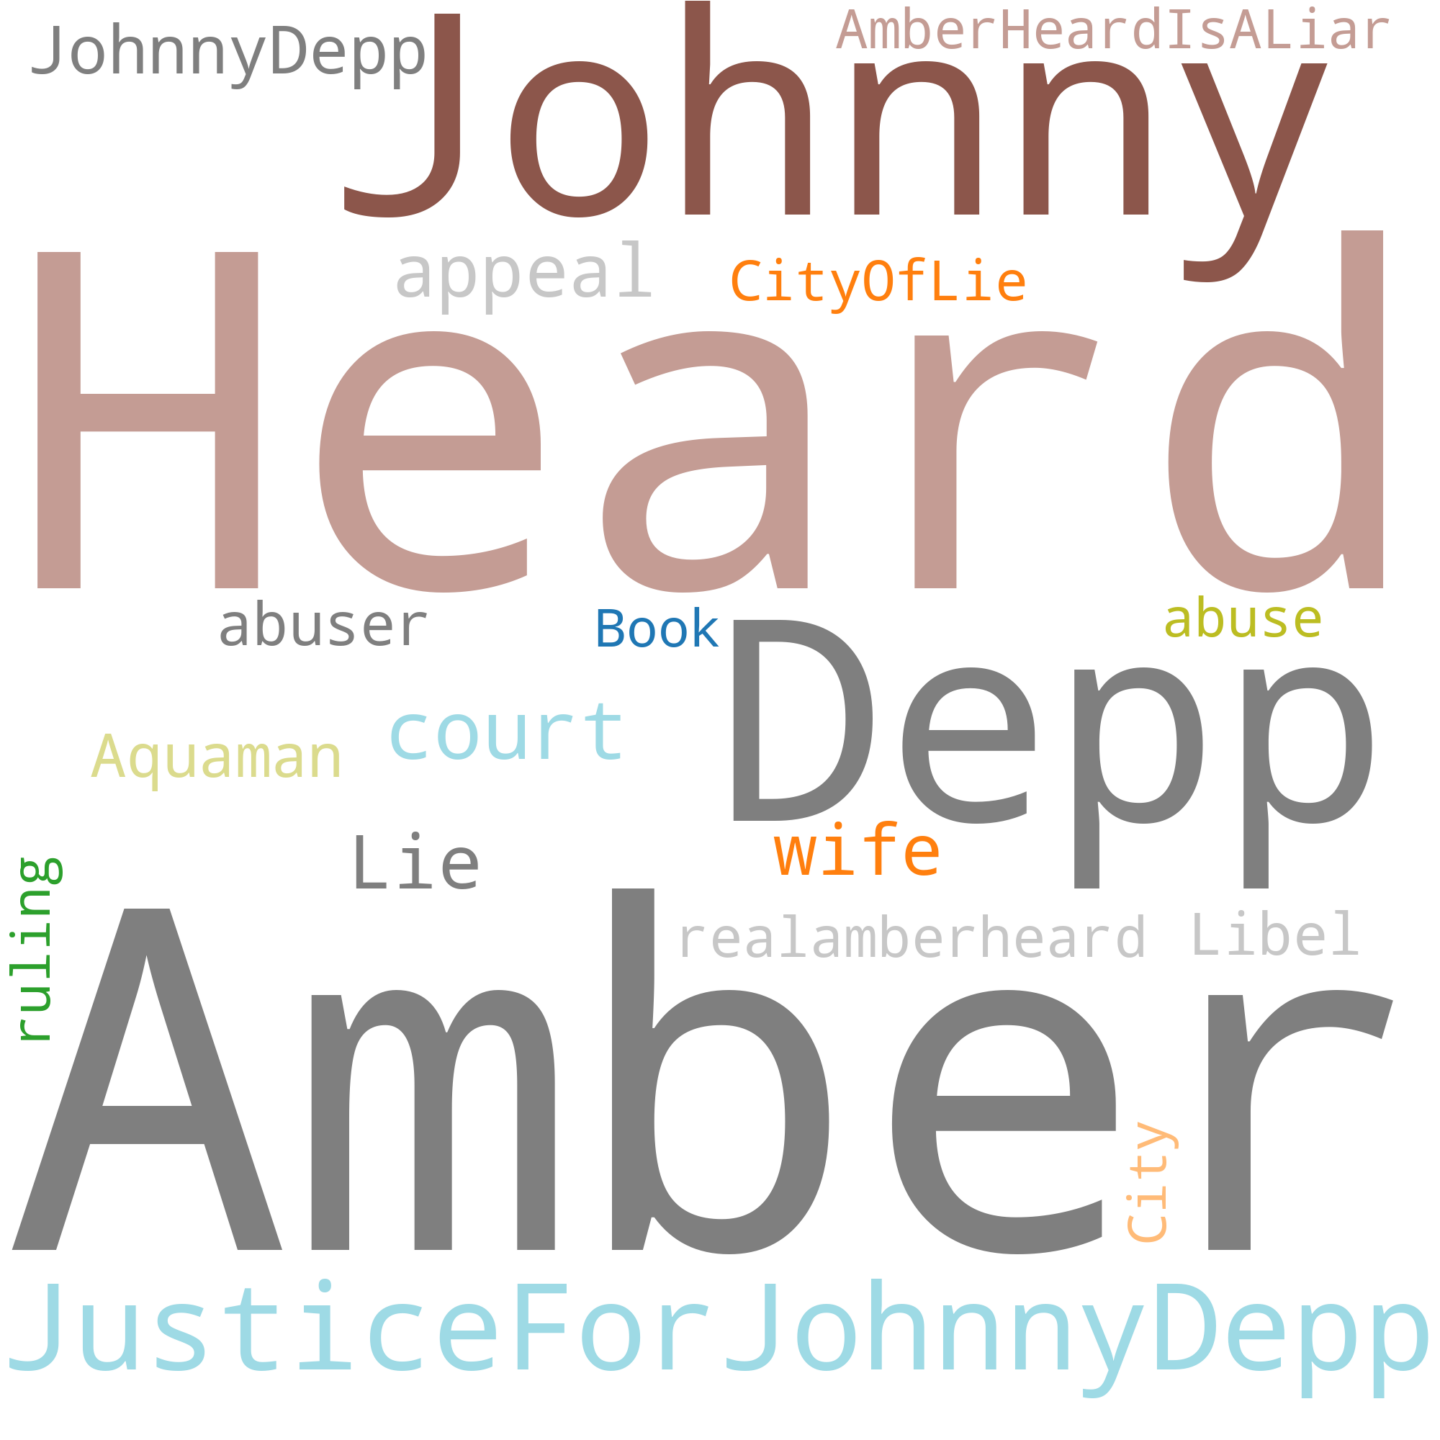 JohnnyDepp
AmberHeardIsALiar
Johnny
appeal
CityOfLie
Heard
abuser
Book
abuse
Depp
Aquaman
court
Lie
wife
ruling
realamberheard
Libel
Amber
City
JusticeForJohnnyDepp